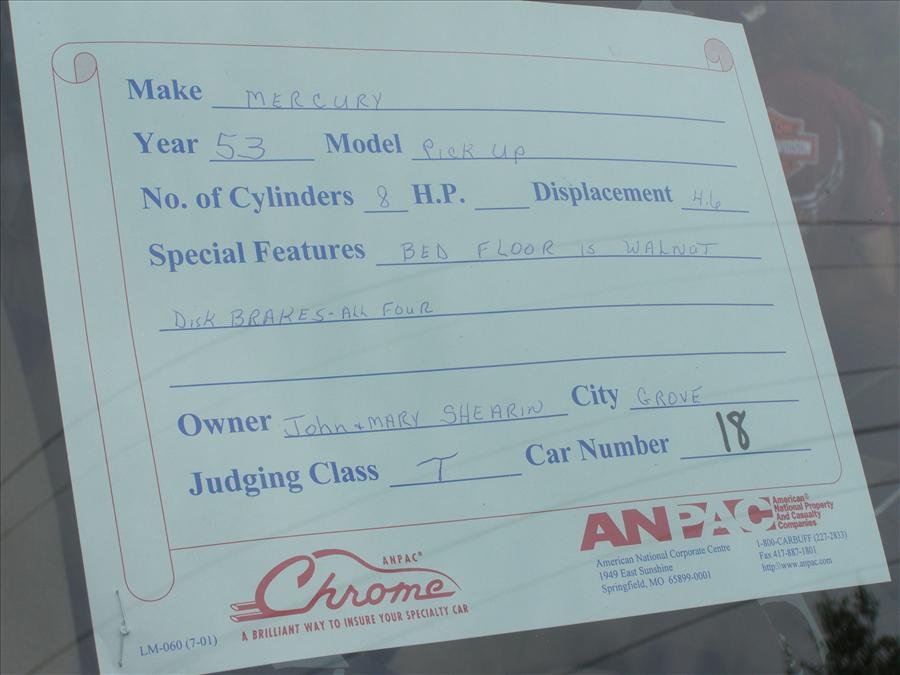 Make MERCURY
Year 53 Model Pick up
No. of Cylinders 8 H.P. Displacement 4.6
Special Features BED FLOOR is WALNUT
Disk BRAKES-All Four
Owner John & MARY SHEARIN City GROVE
Judging Class T Car Number 18
ANPAC American® National Property And Casualty Companies
ANPAC®
Chrome
A BRILLIANT WAY TO INSURE YOUR SPECIALTY CAR
American National Corporate Centre
1949 East Sunshine
Springfield, MO 65899-0001
1-800-CARBUFF (227-2833)
Fax 417-887-1801
http://www.anpac.com
LM-060 (7-01)